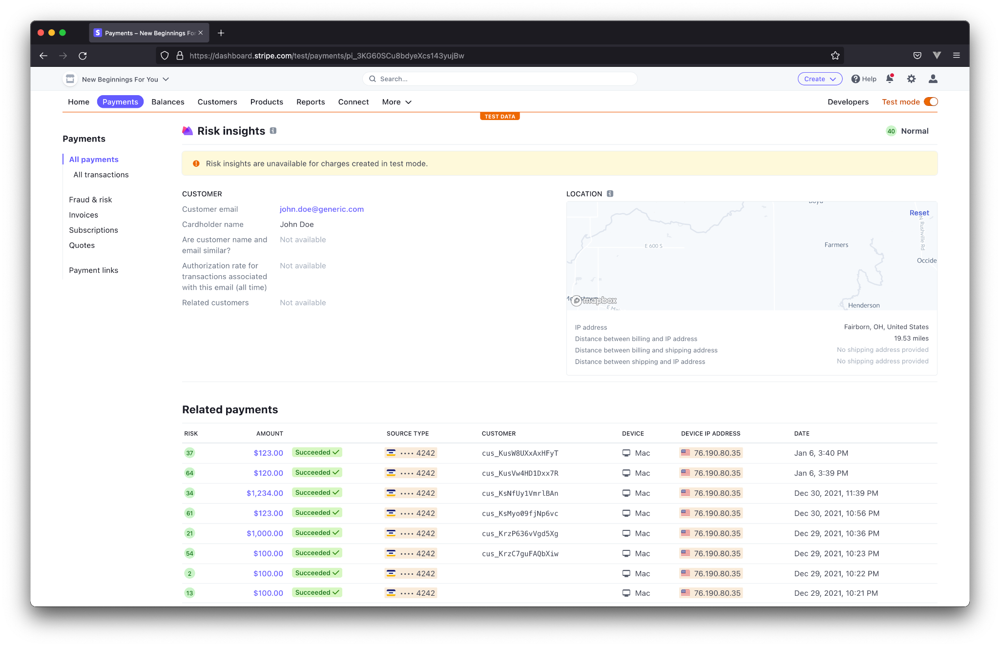 Payments – New Beginnings For
https://dashboard.stripe.com/test/payments/pi_3KG60SCu8bdyeXcs143yujBw
New Beginnings For You
Search...
Create
Help
Home
Payments
Balances
Customers
Products
Reports
Connect
More
Developers
Test mode
TEST DATA
Payments
All payments
All transactions
Fraud & risk
Invoices
Subscriptions
Quotes
Payment links
Risk insights
40 Normal
Risk insights are unavailable for charges created in test mode.
CUSTOMER
Customer email john.doe@generic.com
Cardholder name John Doe
Are customer name and Not available
email similar?
Authorization rate for Not available
transactions associated
with this email (all time)
Related customers Not available
LOCATION
Boyd
Reset
N Rushville Rd
E 600 S
Farmers
Occide
mapbox
Henderson
IP address Fairborn, OH, United States
Distance between billing and IP address 19.53 miles
Distance between billing and shipping address No shipping address provided
Distance between shipping and IP address No shipping address provided
Related payments
RISK AMOUNT SOURCE TYPE CUSTOMER DEVICE DEVICE IP ADDRESS DATE
37 $123.00 Succeeded •••• 4242 cus_KusW8UXxAxHFyT Mac 76.190.80.35 Jan 6, 3:40 PM
64 $120.00 Succeeded •••• 4242 cus_KusVw4HD1Dxx7R Mac 76.190.80.35 Jan 6, 3:39 PM
34 $1,234.00 Succeeded •••• 4242 cus_KsNfUy1VmrlBAn Mac 76.190.80.35 Dec 30, 2021, 11:39 PM
61 $123.00 Succeeded •••• 4242 cus_KsMyo09fjNp6vc Mac 76.190.80.35 Dec 30, 2021, 10:56 PM
21 $1,000.00 Succeeded •••• 4242 cus_KrzP636vVgd5Xg Mac 76.190.80.35 Dec 29, 2021, 10:36 PM
54 $100.00 Succeeded •••• 4242 cus_KrzC7guFAQbXiw Mac 76.190.80.35 Dec 29, 2021, 10:23 PM
2 $100.00 Succeeded •••• 4242 Mac 76.190.80.35 Dec 29, 2021, 10:22 PM
13 $100.00 Succeeded •••• 4242 Mac 76.190.80.35 Dec 29, 2021, 10:21 PM